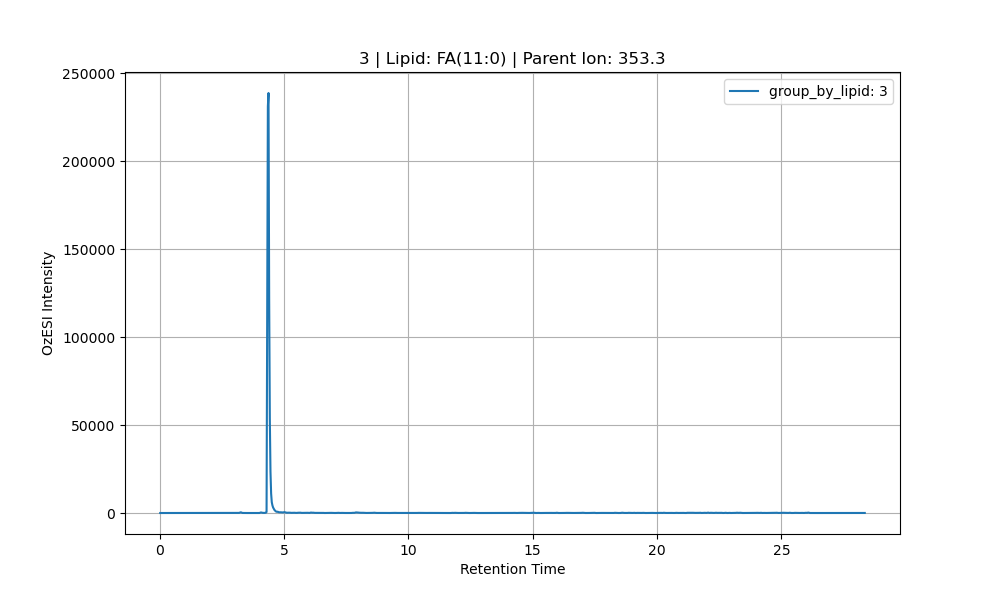 3 | Lipid: FA(11:0) | Parent Ion: 353.3
group_by_lipid: 3
250000
200000
150000
100000
50000
0
OzESI Intensity
0 5 10 15 20 25
Retention Time